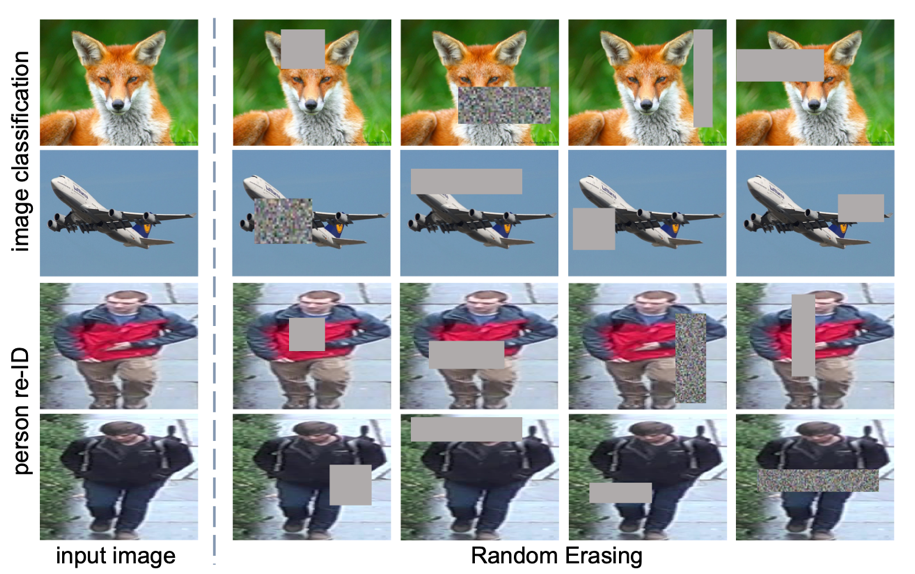 image classification
person re-ID
input image
Random Erasing